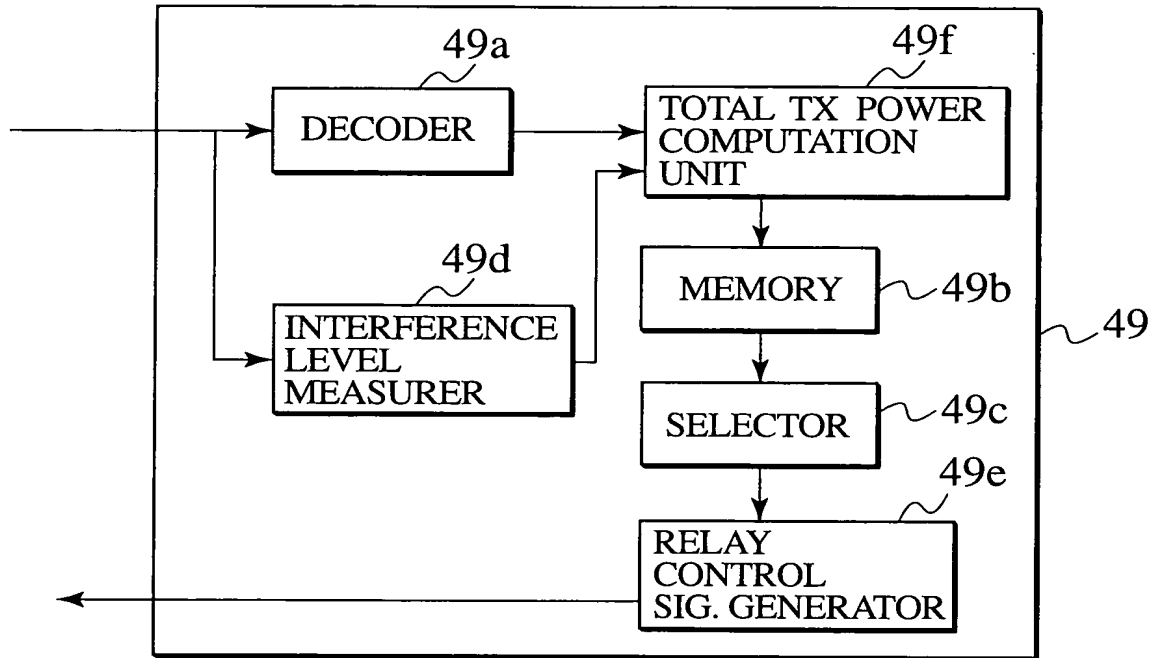 49a
49f
DECODER
TOTAL TX POWER
COMPUTATION
UNIT
49d
MEMORY
49b
INTERFERENCE
LEVEL
MEASURER
49
SELECTOR
49c
49e
RELAY
CONTROL
SIG. GENERATOR